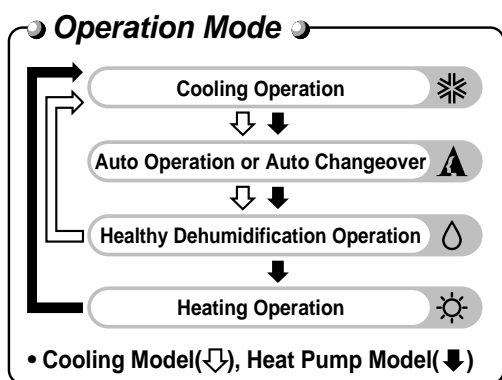 Operation Mode
Cooling Operation
Auto Operation or Auto Changeover
Healthy Dehumidification Operation
Heating Operation
• Cooling Model(⇩), Heat Pump Model(⬇)